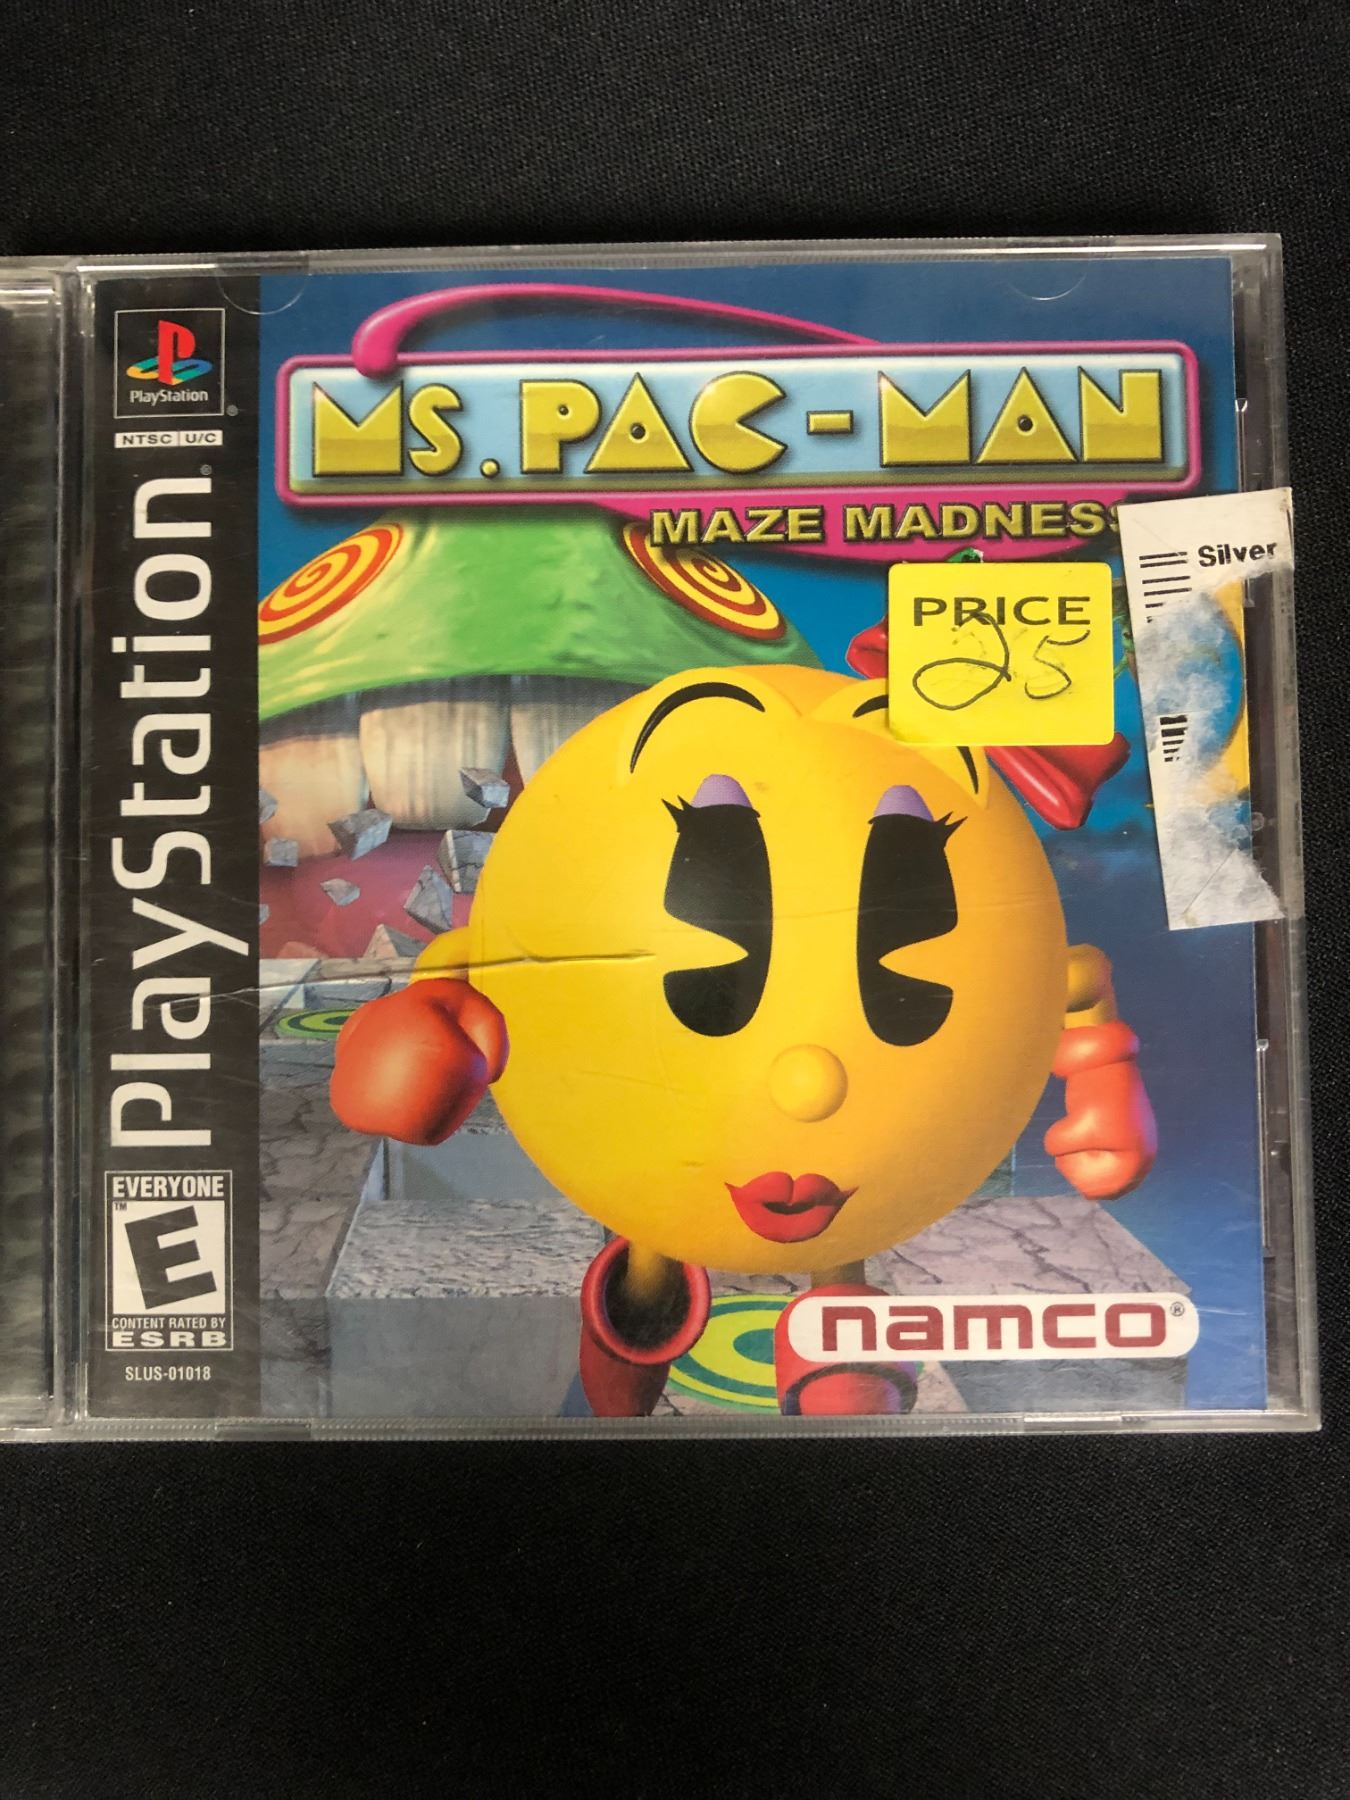 PlayStation®
NTSC U/C
PlayStation®
EVERYONE
E™
CONTENT RATED BY
ESRB
SLUS-01018
MS. PAC-MAN
MAZE MADNESS
Silver
PRICE
25
namco®